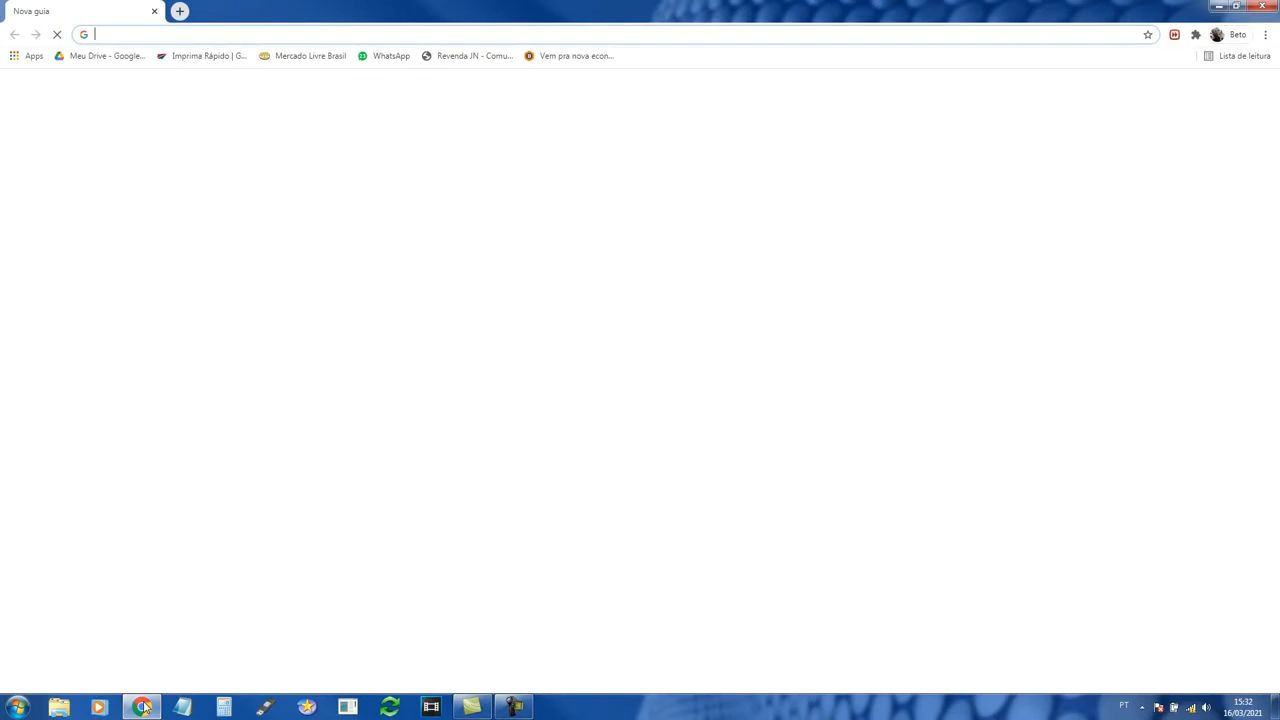 Nova guia
Beto
Apps Meu Drive - Google... Imprima Rápido | G... Mercado Livre Brasil WhatsApp Revenda JN - Comu... Vem pra nova econ... Lista de leitura
PT 15:32
16/03/2021